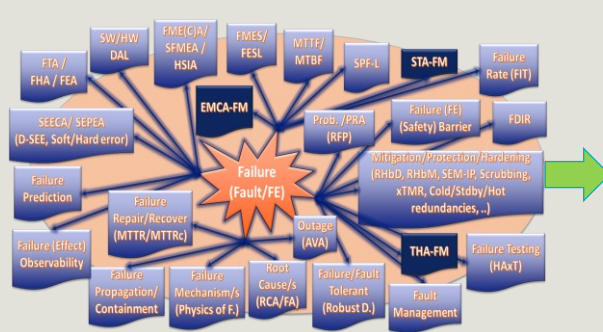 SW/HW
DAL
FME(C)A/
SFMEA /
HSIA
FMES/
FESL
MTTF/
MTBF
SPF-L
STA-FM
Failure
Rate (FIT)
FTA /
FHA / FEA
EMCA-FM
Prob. /PRA
(RFP)
Failure (FE)
(Safety) Barrier
FDIR
SEECA/ SEPEA
(D-SEE, Soft/Hard error)
Failure
(Fault/FE)
Mitigation/Protection/Hardening
(RHbD, RHbM, SEM-IP, Scrubbing,
xTMR, Cold/Stdby/Hot
redundancies, ..)
Failure
Prediction
Failure
Repair/Recover
(MTTR/MTTRc)
Outage
(AVA)
Failure (Effect)
Observability
THA-FM
Failure Testing
(HAxT)
Failure
Propagation/
Containment
Failure
Mechanism/s
(Physics of F.)
Root
Cause/s
(RCA/FA)
Failure/Fault
Tolerant
(Robust D.)
Fault
Management